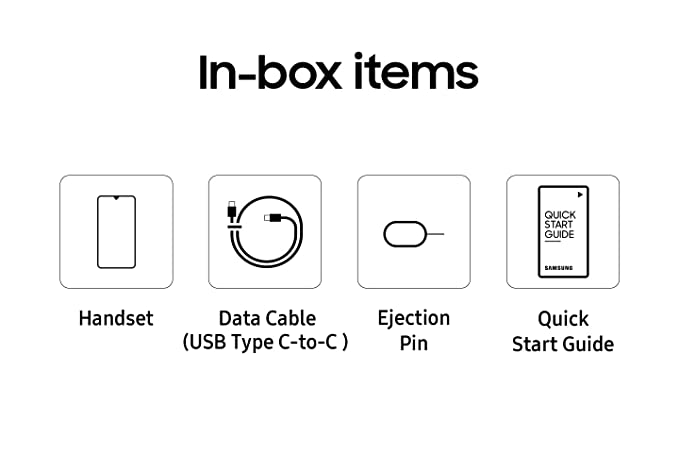 In-box items
QUICK
START
GUIDE
SAMSUNG
Handset
Data Cable
(USB Type C-to-C )
Ejection
Pin
Quick
Start Guide